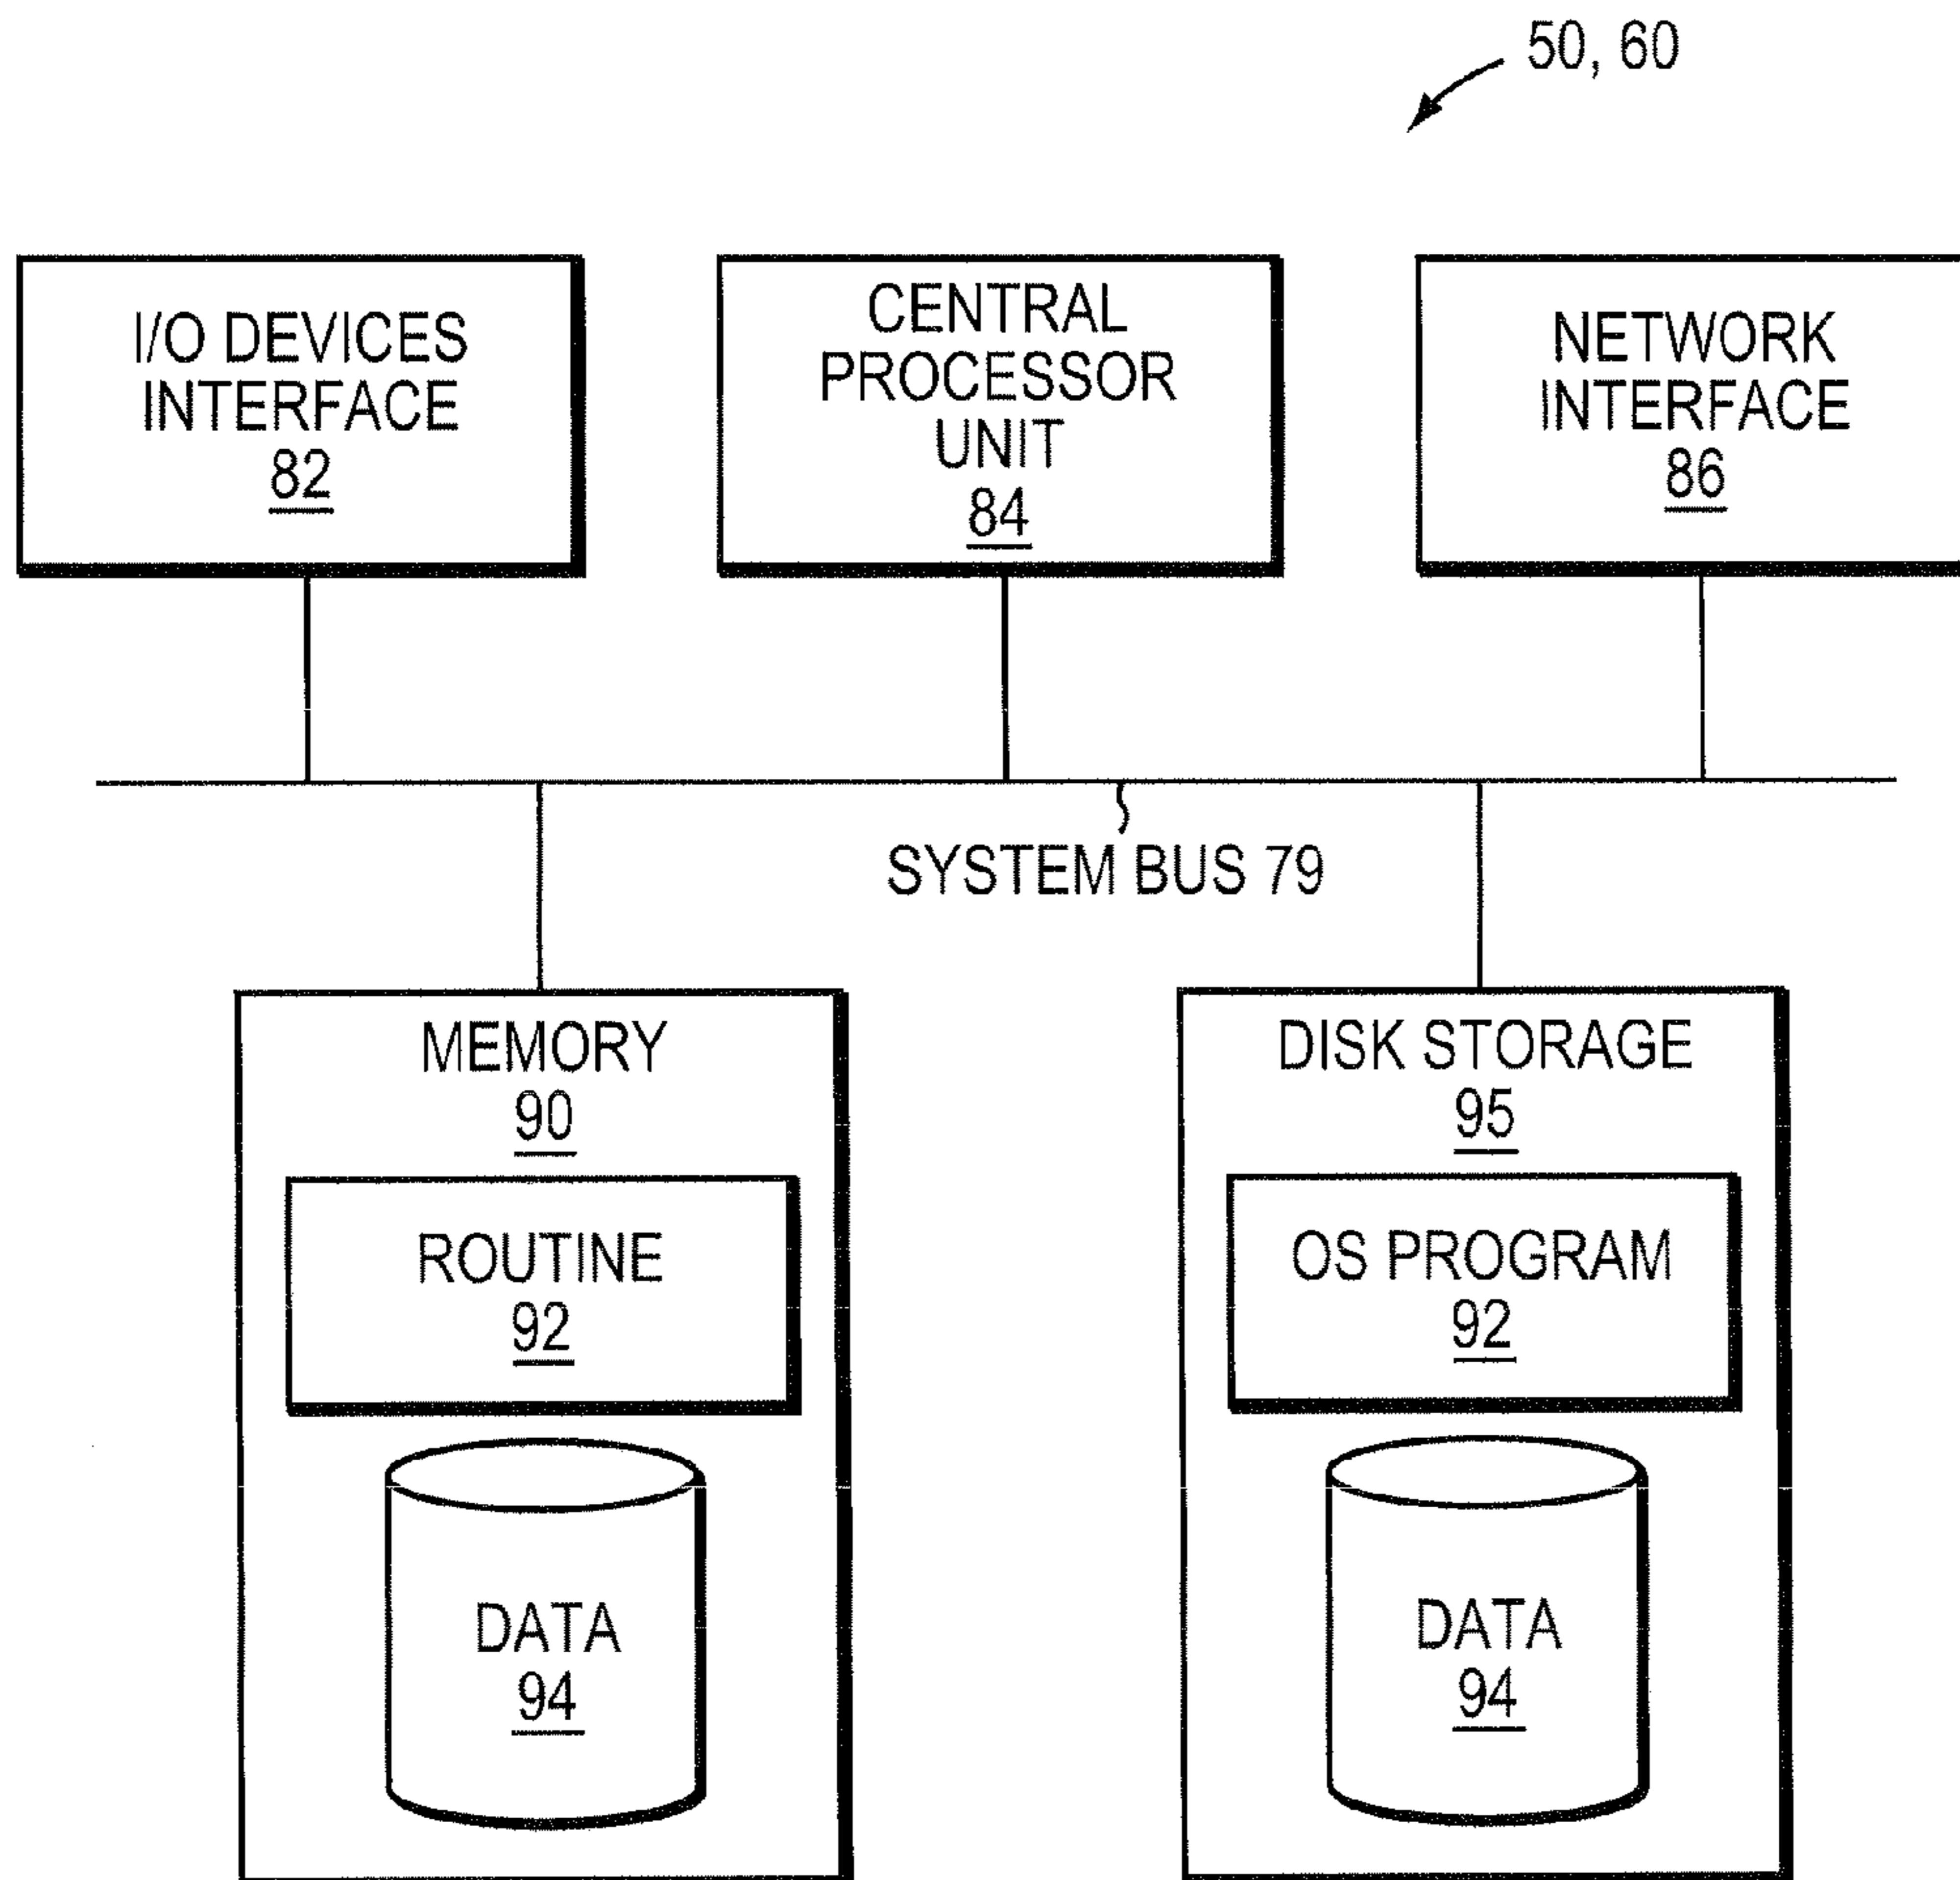 50, 60
I/O DEVICES
INTERFACE
82
CENTRAL
PROCESSOR
UNIT
84
NETWORK
INTERFACE
86
SYSTEM BUS 79
MEMORY
90
ROUTINE
92
DATA
94
DISK STORAGE
95
OS PROGRAM
92
DATA
94